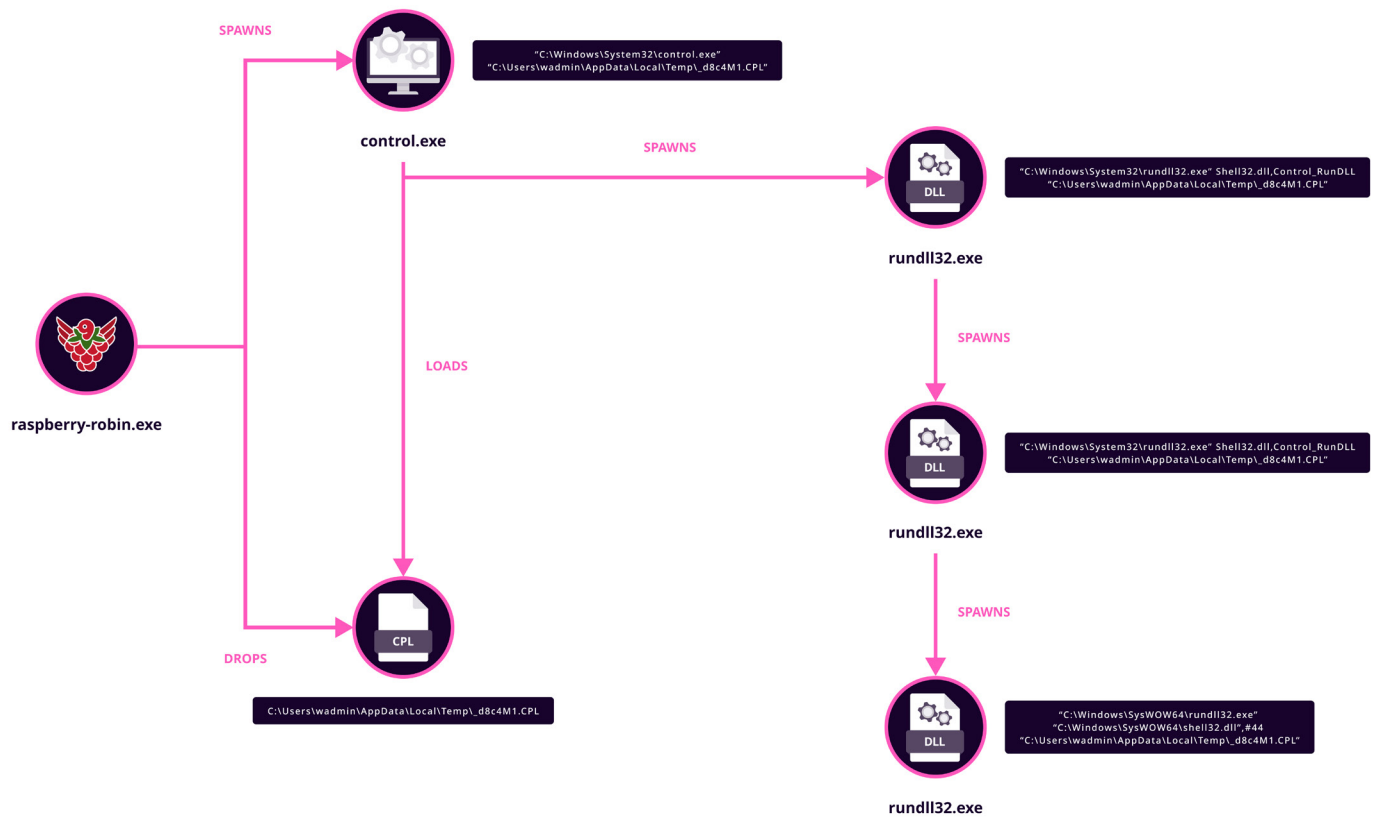 SPAWNS
“C:\Windows\System32\control.exe”
“C:\Users\wadmin\AppData\Local\Temp\_d8c4M1.CPL”
control.exe
SPAWNS
DLL
“C:\Windows\System32\rundll32.exe” Shell32.dll,Control_RunDLL
“C:\Users\wadmin\AppData\Local\Temp\_d8c4M1.CPL”
rundll32.exe
raspberry-robin.exe
LOADS
SPAWNS
DLL
“C:\Windows\System32\rundll32.exe” Shell32.dll,Control_RunDLL
“C:\Users\wadmin\AppData\Local\Temp\_d8c4M1.CPL”
rundll32.exe
SPAWNS
CPL
DROPS
C:\Users\wadmin\AppData\Local\Temp\_d8c4M1.CPL
DLL
“C:\Windows\SysWOW64\rundll32.exe”
“C:\Windows\SysWOW64\shell32.dll”,#44
“C:\Users\wadmin\AppData\Local\Temp\_d8c4M1.CPL”
rundll32.exe